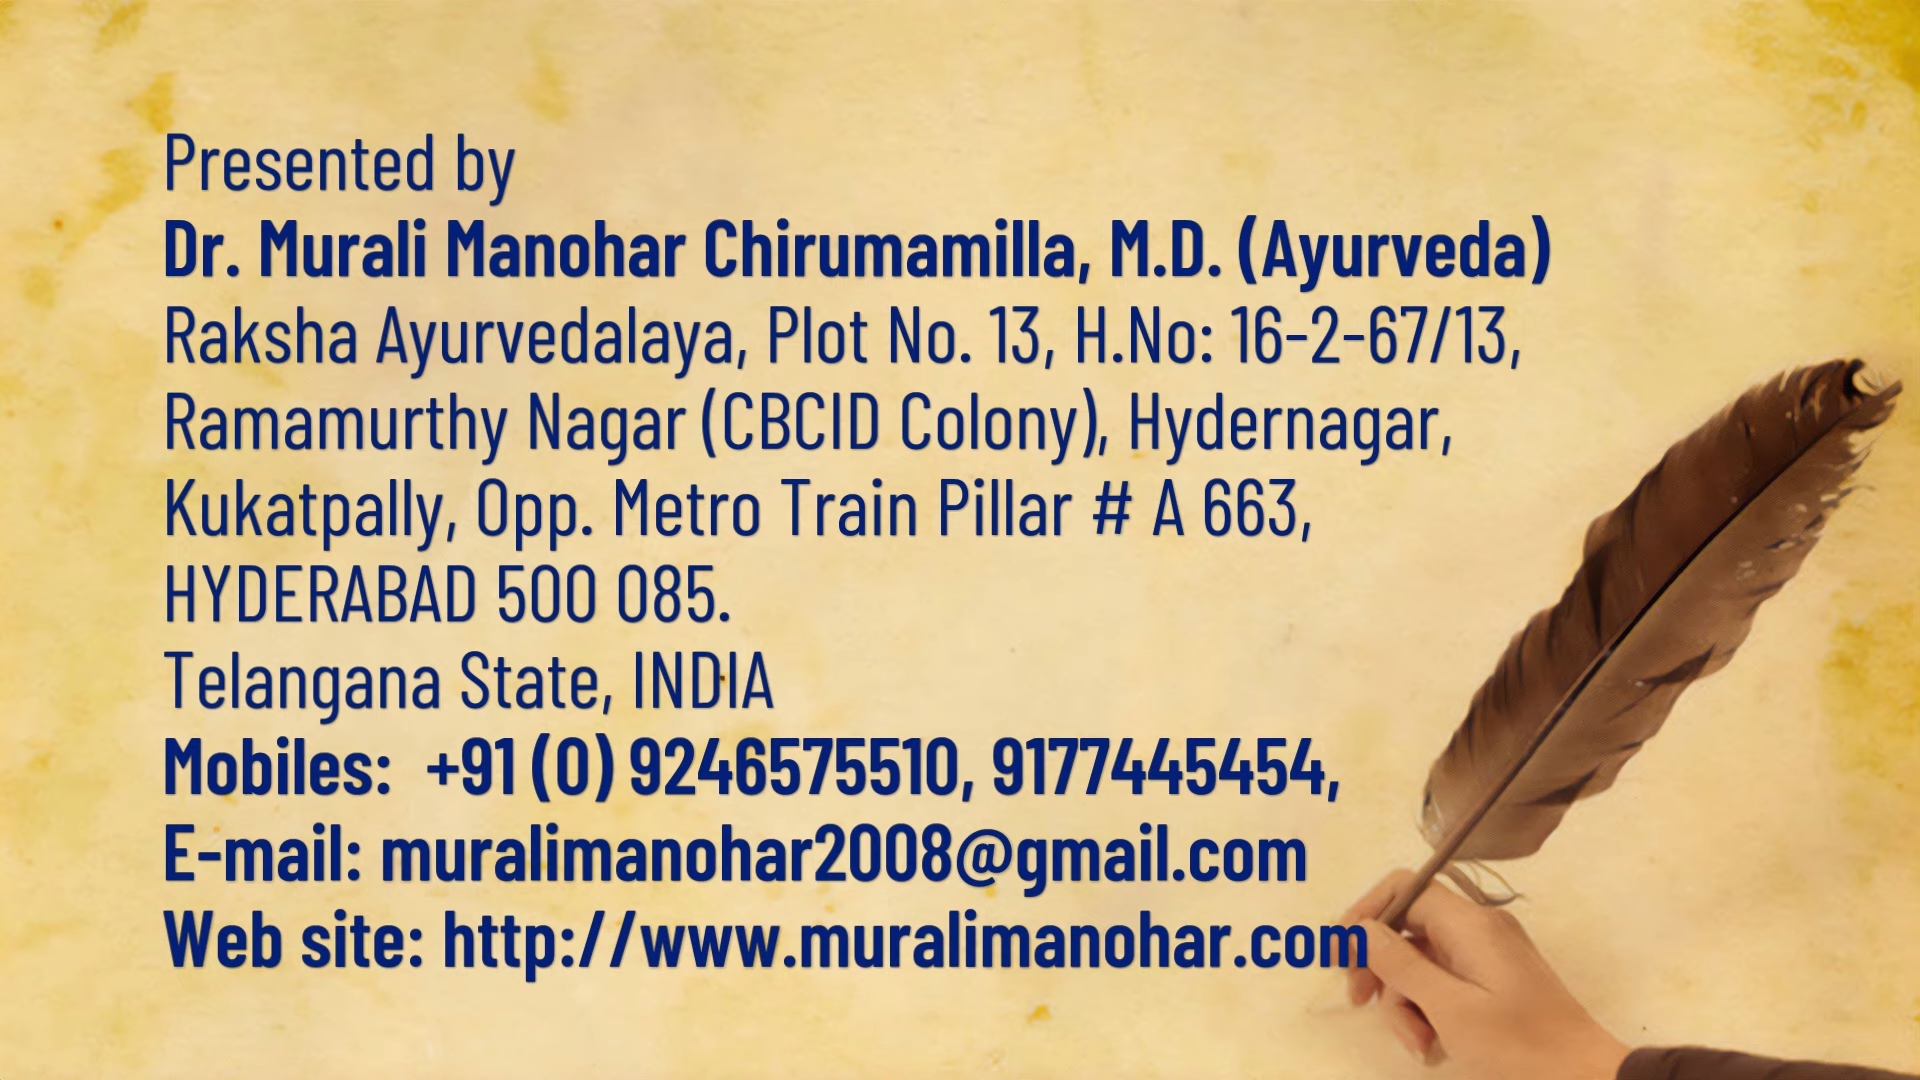 Presented by
Dr. Murali Manohar Chirumamilla, M.D. (Ayurveda)
Raksha Ayurvedalaya, Plot No. 13, H.No: 16-2-67/13,
Ramamurthy Nagar (CBCID Colony), Hydernagar,
Kukatpally, Opp. Metro Train Pillar # A 663,
HYDERABAD 500 085.
Telangana State, INDIA
Mobiles:  +91 (0) 9246575510, 9177445454,
E-mail: muralimanohar2008@gmail.com
Web site: http://www.muralimanohar.com